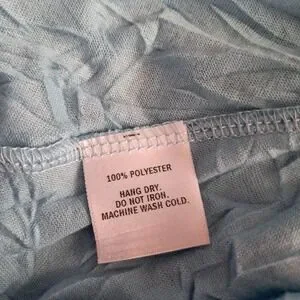 100% POLYESTER
HANG DRY.
DO NOT IRON.
MACHINE WASH COLD.